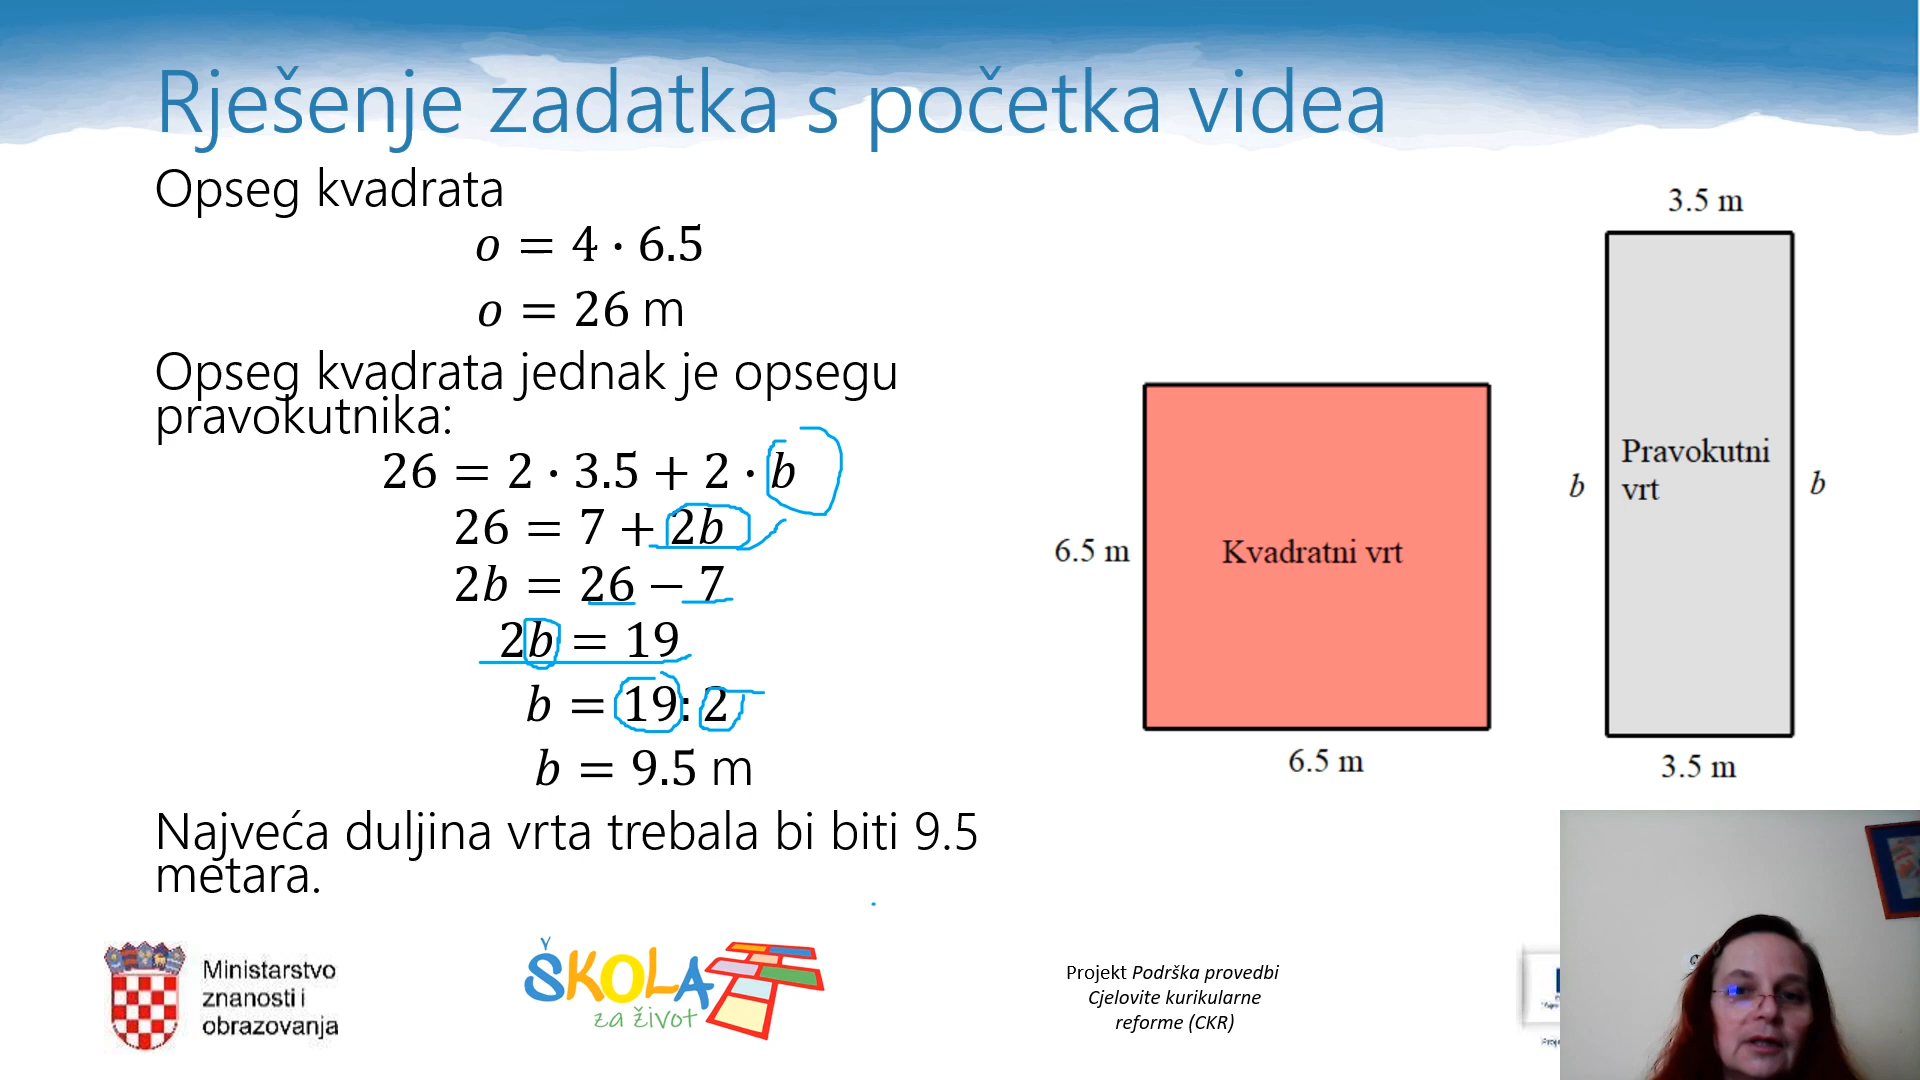 Rješenje zadatka s početka videa
Opseg kvadrata
o = 4 · 6.5
o = 26 m
Opseg kvadrata jednak je opsegu
pravokutnika:
26 = 2 · 3.5 + 2 · b
26 = 7 + 2b
2b = 26 − 7
2b = 19
b = 19: 2
b = 9.5 m
Najveća duljina vrta trebala bi biti 9.5
metara.
6.5 m
Kvadratni vrt
6.5 m
3.5 m
b
Pravokutni
vrt
b
3.5 m
Ministarstvo
znanosti i
obrazovanja
ŠKOLA
za život
Projekt Podrška provedbi
Cjelovite kurikularne
reforme (CKR)